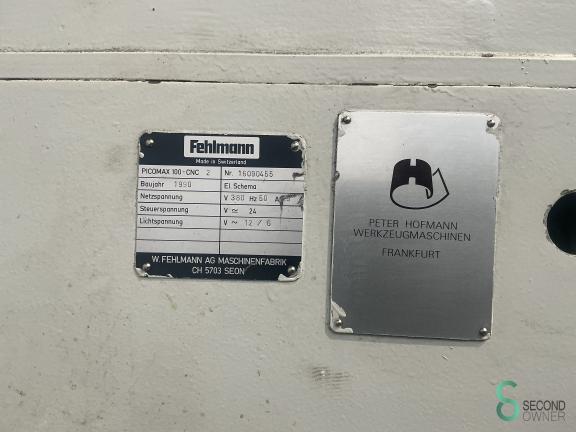 Fehlmann
Made in Switzerland
PICOMAX 100-CNC 2 Nr. 16090455
Baujahr 1990 El. Schema
Netzspannung V 380 Hz 50 A
Steuerspannung V ≃ 24
Lichtspannung V ~ 12 / 6
W. FEHLMANN AG MASCHINENFABRIK
CH 5703 SEON
PETER HOFMANN
WERKZEUGMASCHINEN
FRANKFURT
SECOND
OWNER